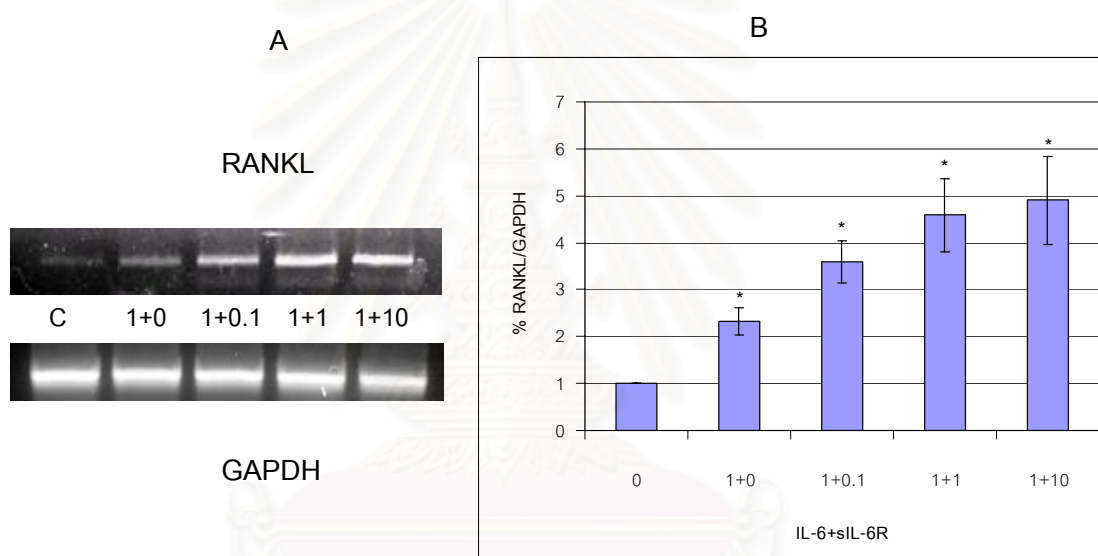 A
RANKL
C 1+0 1+0.1 1+1 1+10
GAPDH
B
% RANKL/GAPDH
7
6
5
4
3
2
1
0
* * * *
0 1+0 1+0.1 1+1 1+10
IL-6+sIL-6R